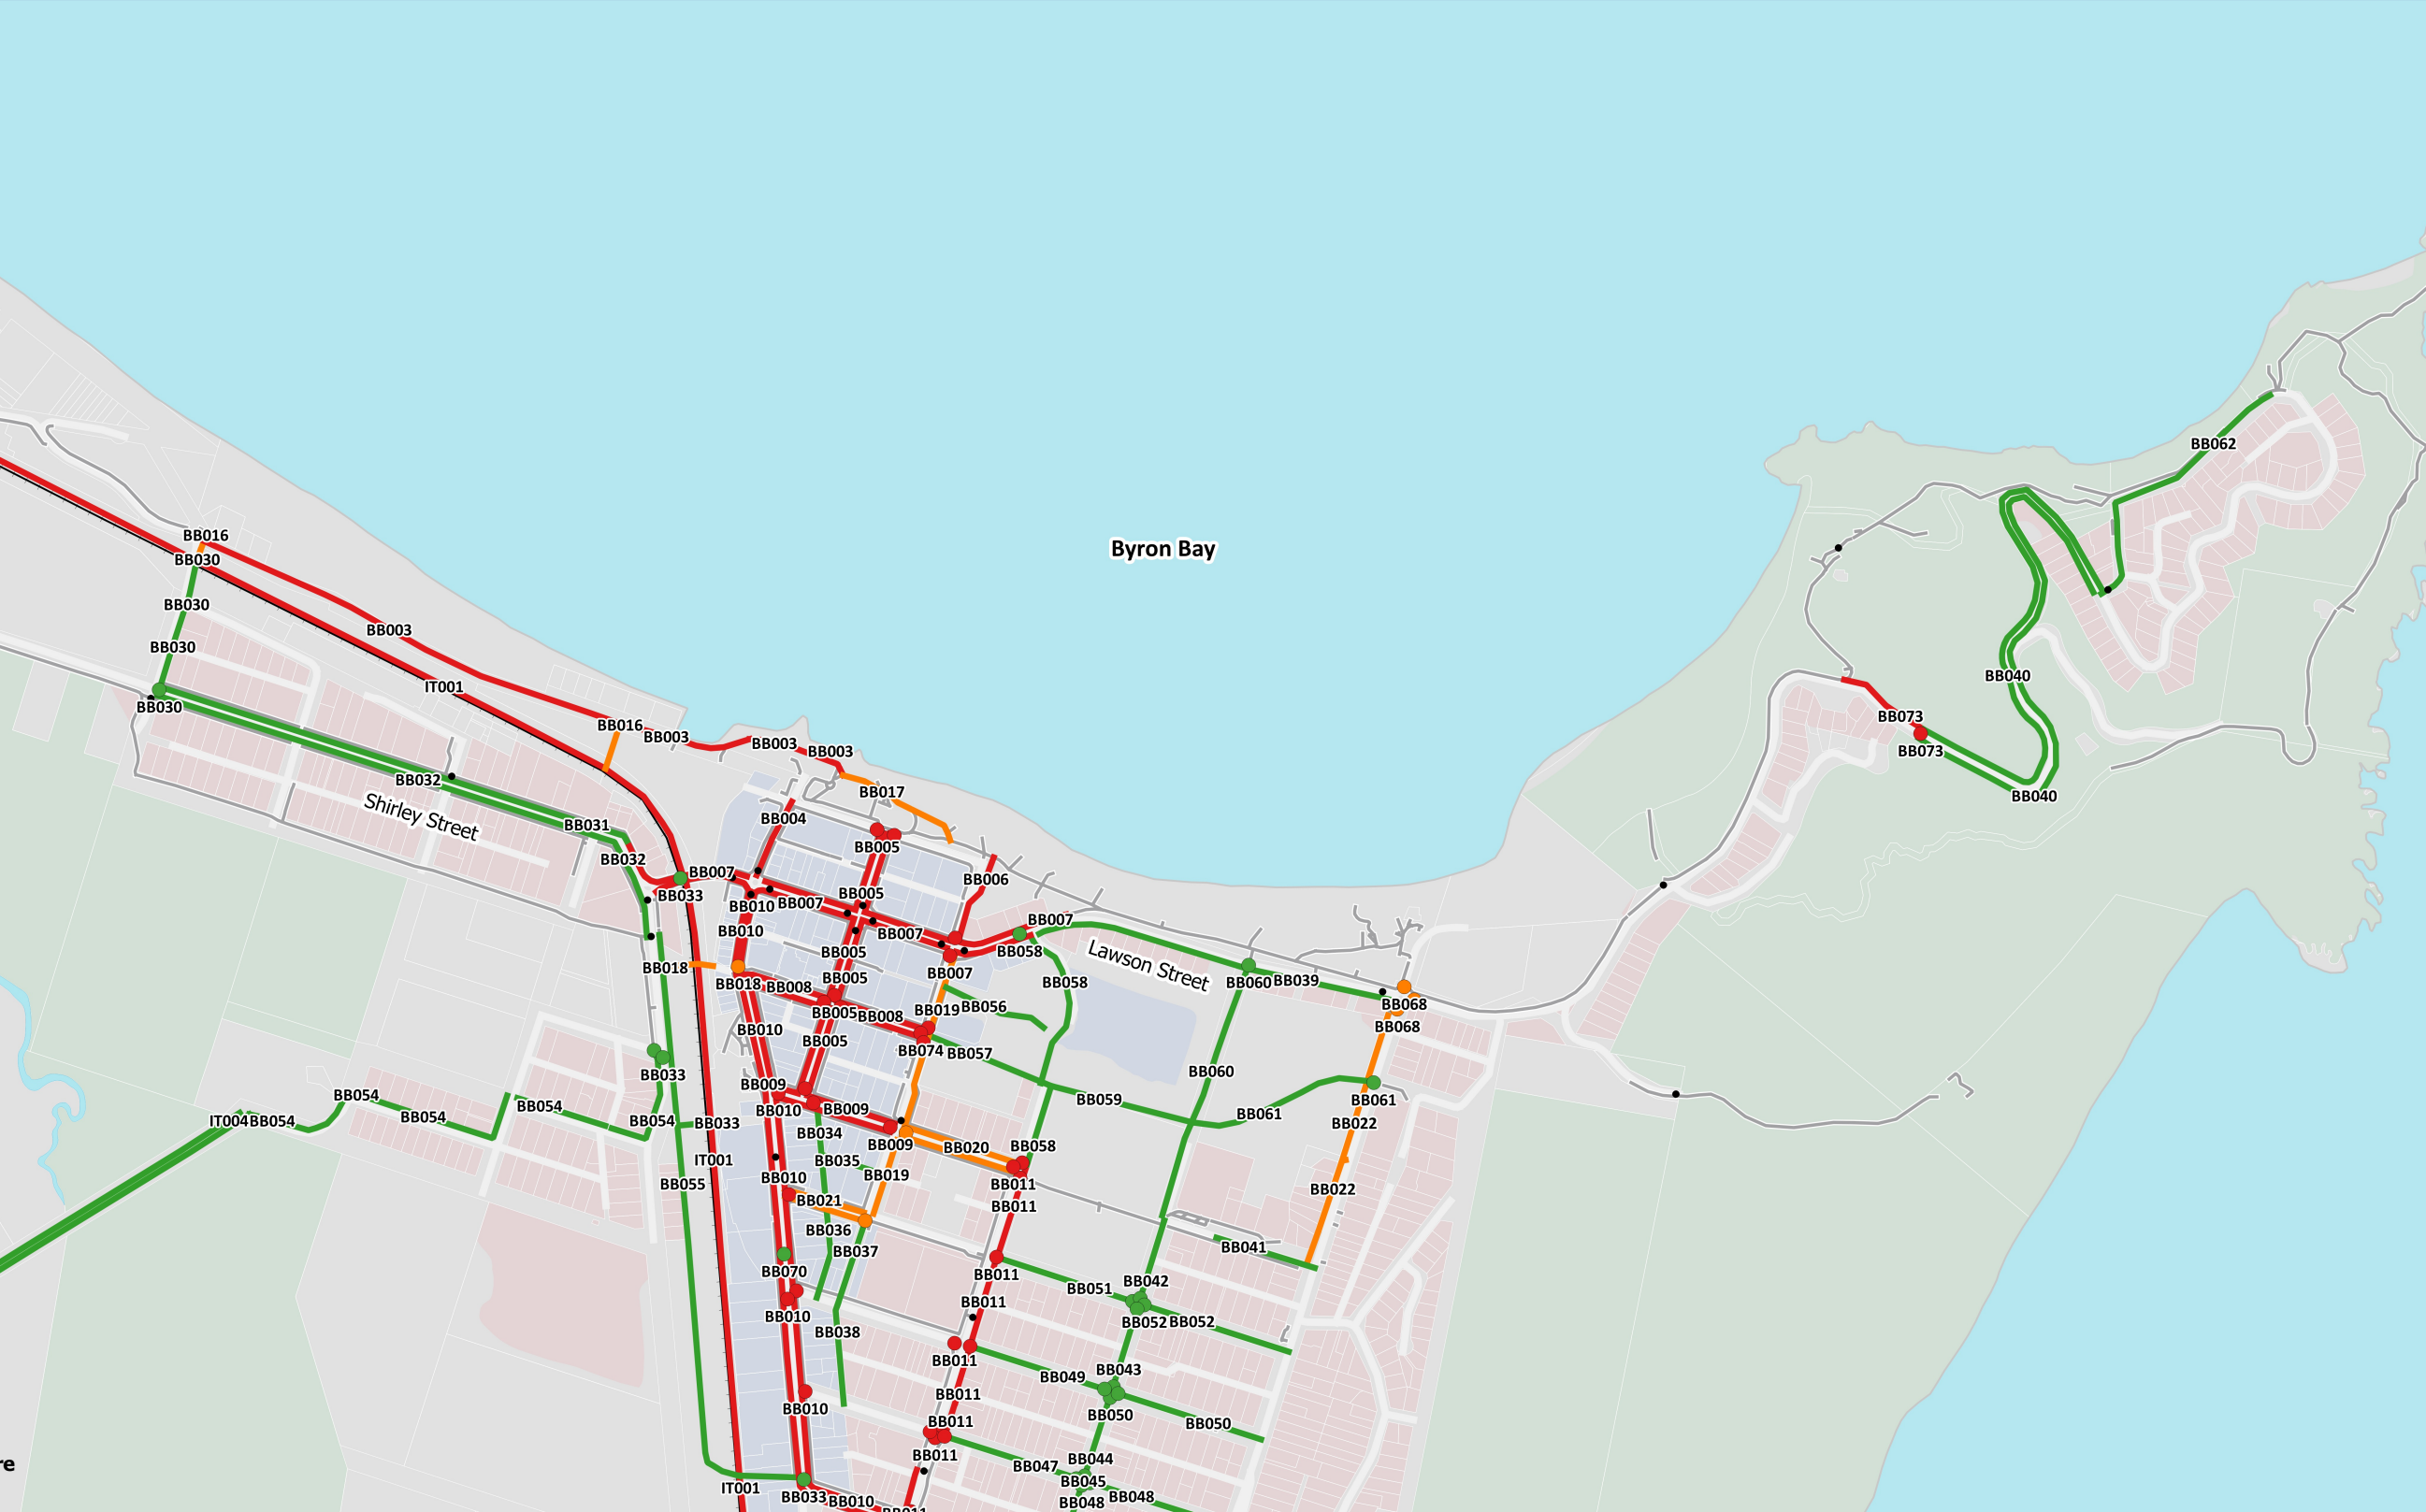 BB062
Byron Bay
BB016
BB030
BB030
BB003
BB030
BB040
IT001
BB030
BB073
BB016
BB003
BB003
BB003
BB073
BB032
BB017
BB040
Shirley Street
BB004
BB031
BB005
BB032
BB007
BB006
BB033
BB005
BB010
BB007
BB007
BB010
BB007
BB005
BB058
Lawson Street
BB018
BB007
BB005
BB058
BB060
BB039
BB018
BB008
BB068
BB005
BB008
BB019
BB056
BB010
BB068
BB005
BB074
BB057
BB033
BB060
BB009
BB054
BB059
BB061
BB054
BB010
BB009
BB054
BB061
IT004
BB054
BB054
BB033
BB022
BB034
BB009
BB020
BB058
IT001
BB035
BB019
BB010
BB055
BB011
BB022
BB021
BB011
BB036
BB037
BB041
BB070
BB011
BB042
BB051
BB011
BB010
BB052
BB052
BB038
BB011
BB043
BB049
BB011
BB010
BB050
BB011
BB050
BB011
BB044
re
BB047
BB045
IT001
BB033
BB010
BB048
BB048
BB011